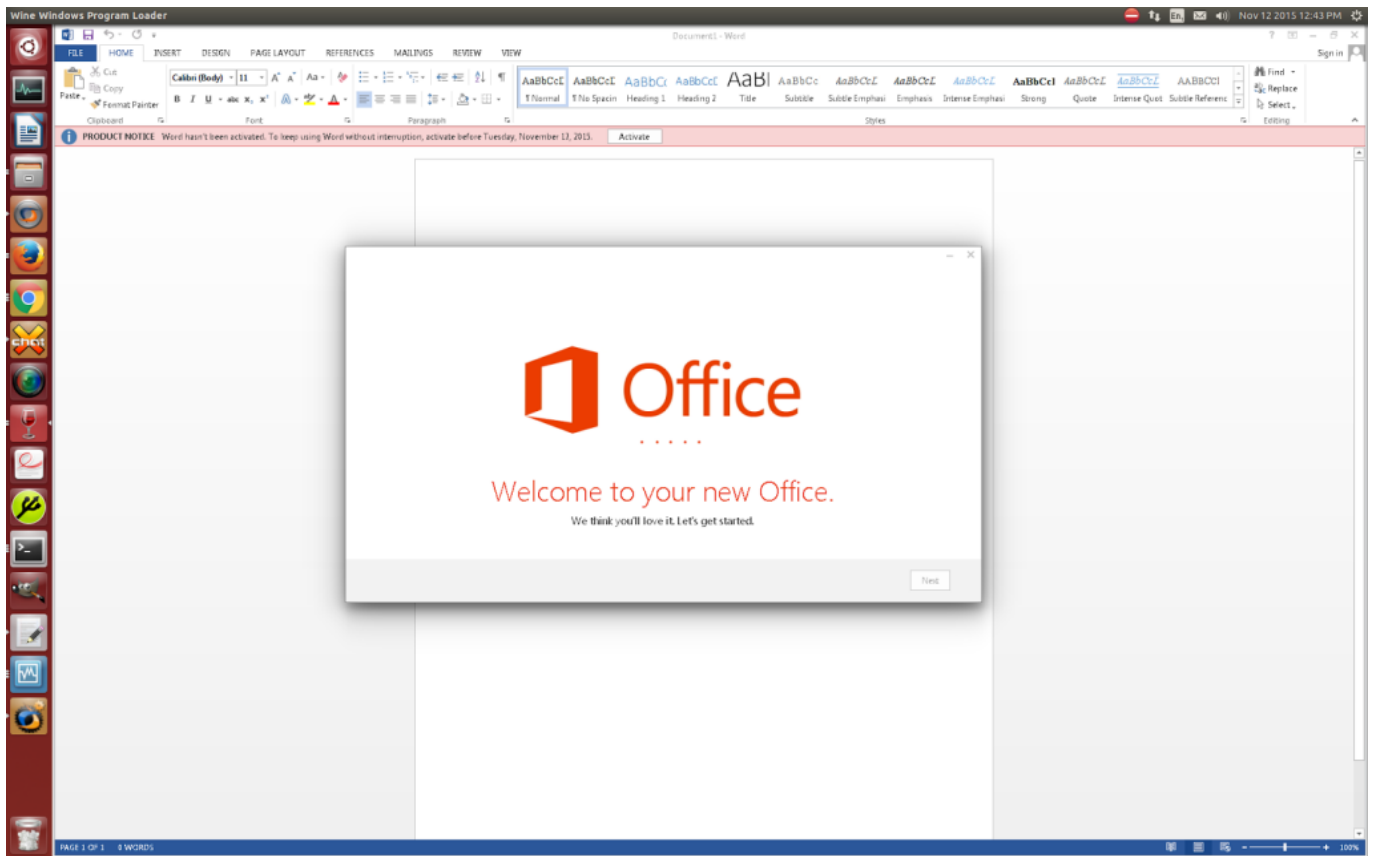 Wine Windows Program Loader
En
Nov 12 2015 12:43 PM
Document1 - Word
FILE HOME INSERT DESIGN PAGE LAYOUT REFERENCES MAILINGS REVIEW VIEW
Sign in
Paste
Cut
Copy
Format Painter
Clipboard
Calibri (Body) 11
Aa
B I U abc x₂ x² A A
Font
Paragraph
AaBbCcI AaBbCcI AaBbCc AaBbCcC AaBl AaBbCc AaBbCcL AaBbCcL AaBbCcL AaBbCcI AaBbCcL AaBbCcL AABBCCI
¶ Normal ¶ No Spacin Heading 1 Heading 2 Title Subtitle Subtle Emphasi Emphasis Intense Emphasi Strong Quote Intense Quot Subtle Referenc
Styles
Find
Replace
Select
Editing
PRODUCT NOTICE Word hasn't been activated. To keep using Word without interruption, activate before Tuesday, November 13, 2015. Activate
Office
Welcome to your new Office.
We think you'll love it. Let's get started.
Next
PAGE 1 OF 1 0 WORDS
100%